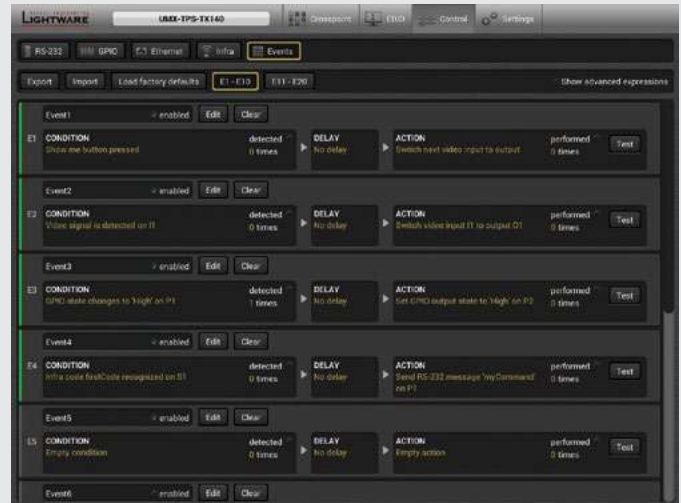 LIGHTWARE
UMX-TPS-TX140
Crosspoint
EDID
Control
Settings
RS-232
GPIO
Ethernet
Infra
Events
Export
Import
Load factory defaults
E1 - E10
E11 - E20
Show advanced expressions
Event1
enabled
Edit
Clear
E1
CONDITION
Show me button pressed
detected
0 times
DELAY
No delay
ACTION
Switch next video input to output
performed
0 times
Test
Event2
enabled
Edit
Clear
E2
CONDITION
Video signal is detected on I1
detected
0 times
DELAY
No delay
ACTION
Switch video input I1 to output O1
performed
0 times
Test
Event3
enabled
Edit
Clear
E3
CONDITION
GPIO state changes to 'High' on P1
detected
1 times
DELAY
No delay
ACTION
Set GPIO output state to 'High' on P2
performed
0 times
Test
Event4
enabled
Edit
Clear
E4
CONDITION
Infra code firstCode recognized on S1
detected
0 times
DELAY
No delay
ACTION
Send RS-232 message 'myCommand'
on P1
performed
0 times
Test
Event5
enabled
Edit
Clear
E5
CONDITION
Empty condition
detected
0 times
DELAY
No delay
ACTION
Empty action
performed
0 times
Test
Event6
enabled
Edit
Clear